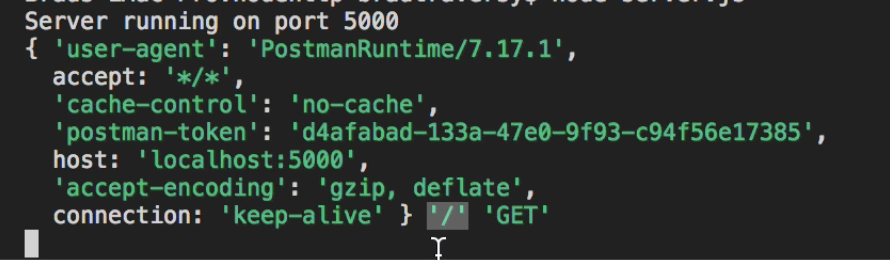 Server running on port 5000
{ 'user-agent': 'PostmanRuntime/7.17.1',
accept: '*/*',
'cache-control': 'no-cache',
'postman-token': 'd4afabad-133a-47e0-9f93-c94f56e17385',
host: 'localhost:5000',
'accept-encoding': 'gzip, deflate',
connection: 'keep-alive' } '/' 'GET'